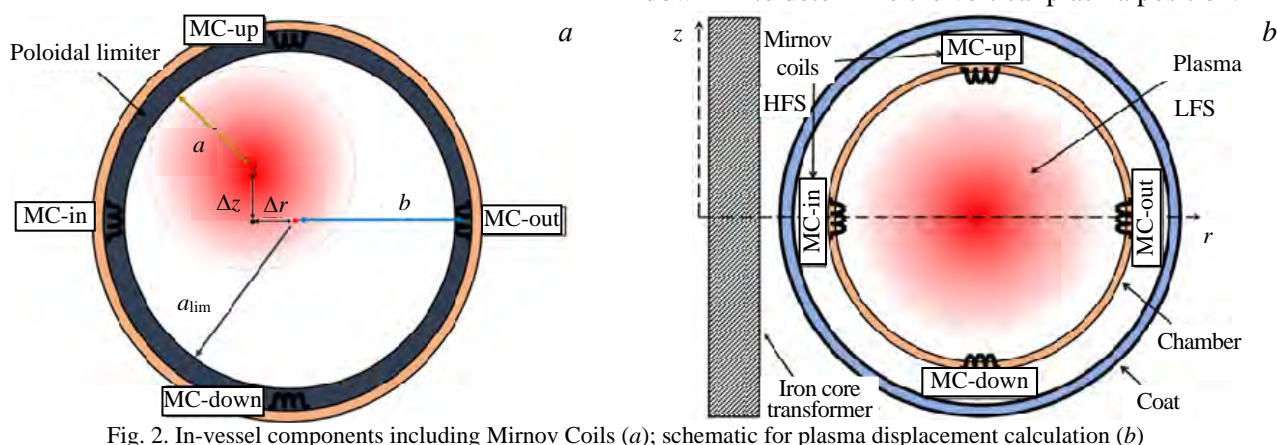 MC-up
a
Poloidal limiter
a
Δz
Δr
b
MC-in
MC-out
a_lim
MC-down
z
Mirnov
coils
MC-up
b
HFS
Plasma
LFS
MC-in
MC-out
r
Chamber
MC-down
Iron core
transformer
Coat
Fig. 2. In-vessel components including Mirnov Coils (a); schematic for plasma displacement calculation (b)